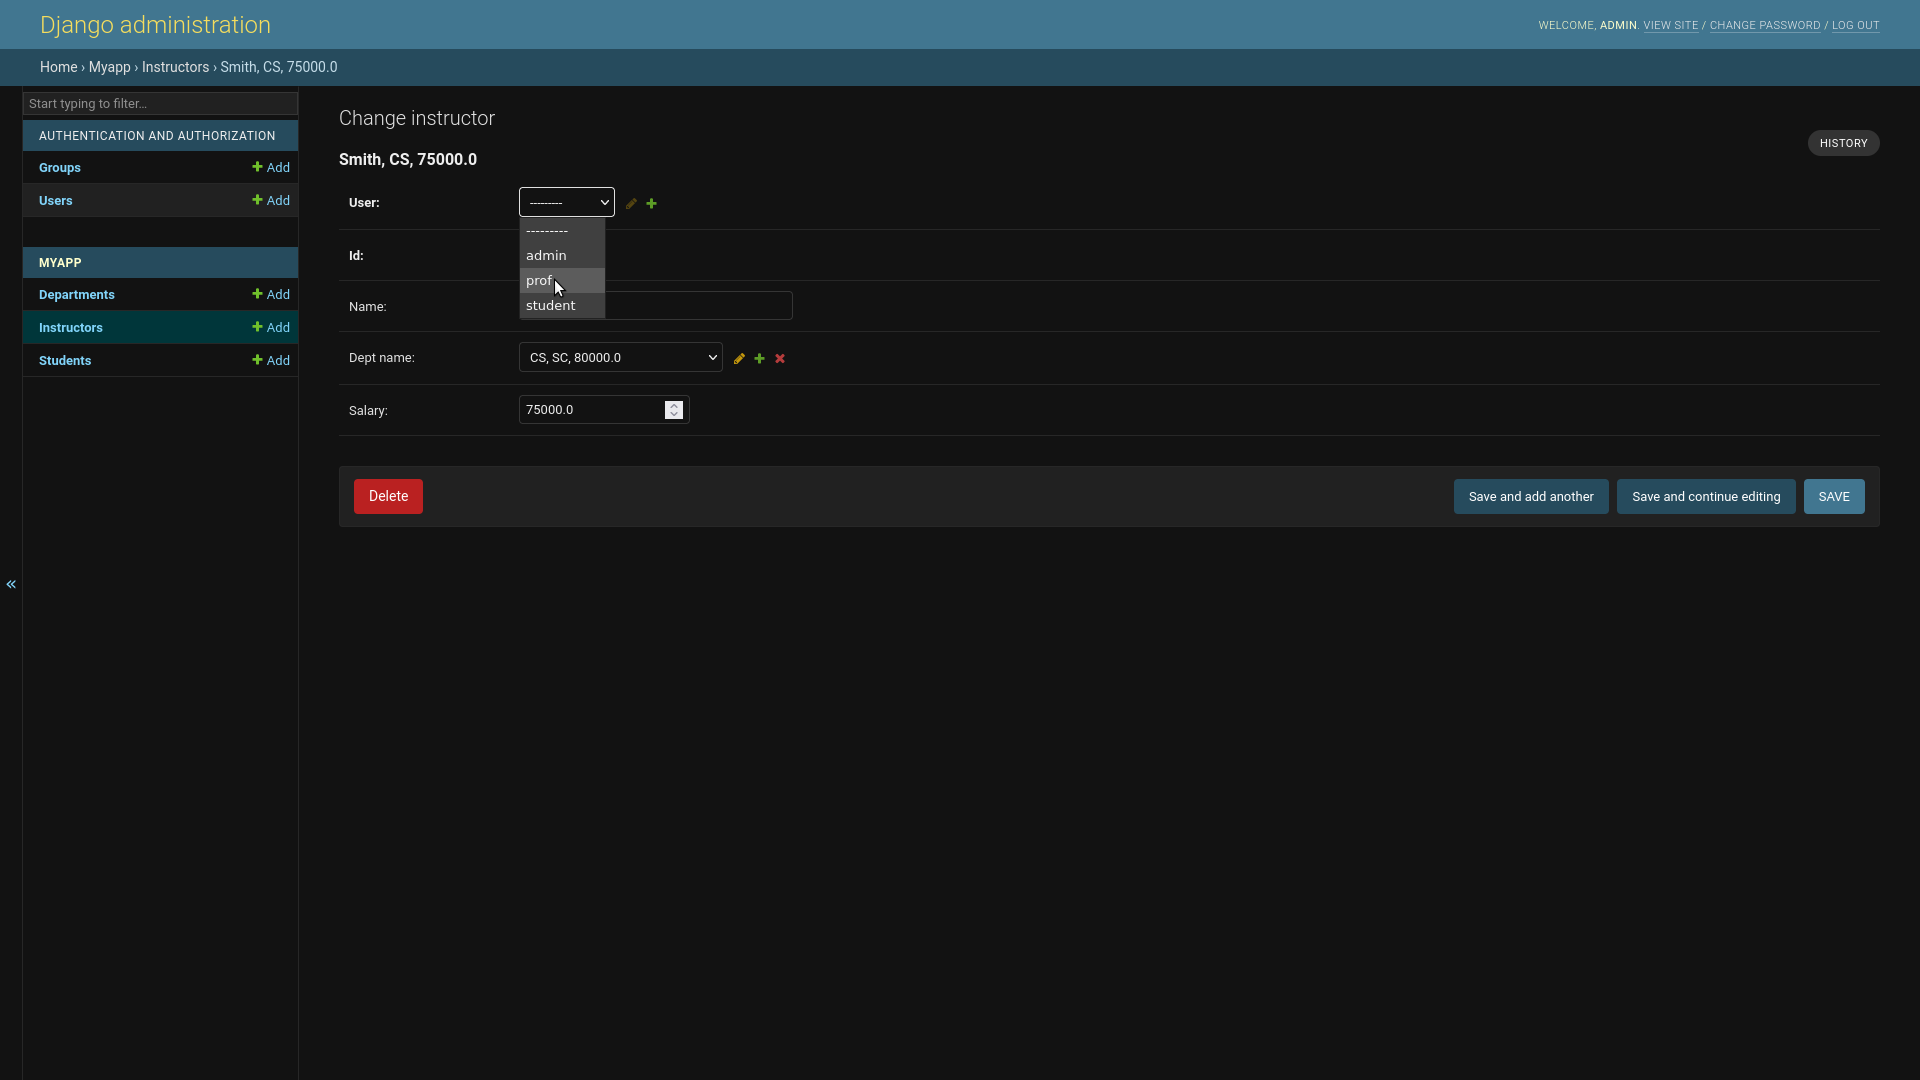 Django administration
WELCOME, ADMIN. VIEW SITE / CHANGE PASSWORD / LOG OUT
Home › Myapp › Instructors › Smith, CS, 75000.0
Start typing to filter...
AUTHENTICATION AND AUTHORIZATION
Groups Add
Users Add
MYAPP
Departments Add
Instructors Add
Students Add
«
Change instructor
HISTORY
Smith, CS, 75000.0
User: ---------
---------
admin
prof
student
Id:
Name:
Dept name: CS, SC, 80000.0
Salary: 75000.0
Delete
Save and add another Save and continue editing SAVE